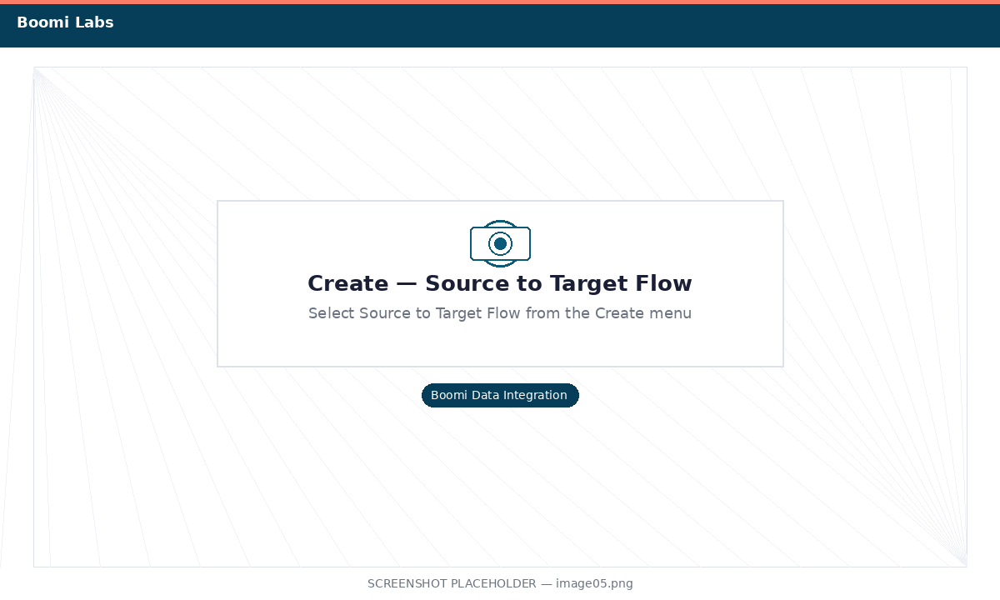 Boomi Labs
Create — Source to Target Flow
Select Source to Target Flow from the Create menu
Boomi Data Integration
SCREENSHOT PLACEHOLDER — image05.png